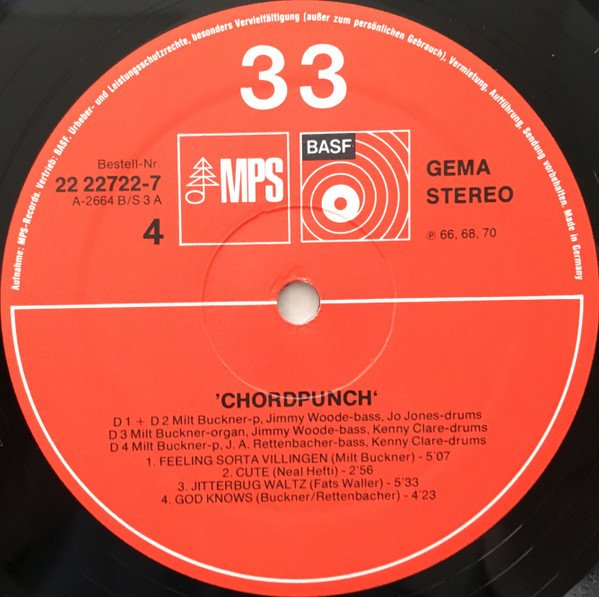 Aufnahme: MPS-Records. Vertrieb: BASF. Urheber- und Leistungsschutzrechte, besonders Vervielfältigung (außer zum persönlichen Gebrauch), Vermietung, Aufführung, Sendung vorbehalten. Made in Germany
33
Bestell-Nr
22 22722-7
A-2664 B/S 3 A
4
MPS
BASF
GEMA
STEREO
℗ 66, 68, 70
'CHORDPUNCH'
D 1 + D 2 Milt Buckner-p, Jimmy Woode-bass, Jo Jones-drums
D 3 Milt Buckner-organ, Jimmy Woode-bass, Kenny Clare-drums
D 4 Milt Buckner-p, J. A. Rettenbacher-bass, Kenny Clare-drums
1. FEELING SORTA VILLINGEN (Milt Buckner) - 5'07
2. CUTE (Neal Hefti) - 2'56
3. JITTERBUG WALTZ (Fats Waller) - 5'33
4. GOD KNOWS (Buckner/Rettenbacher) - 4'23